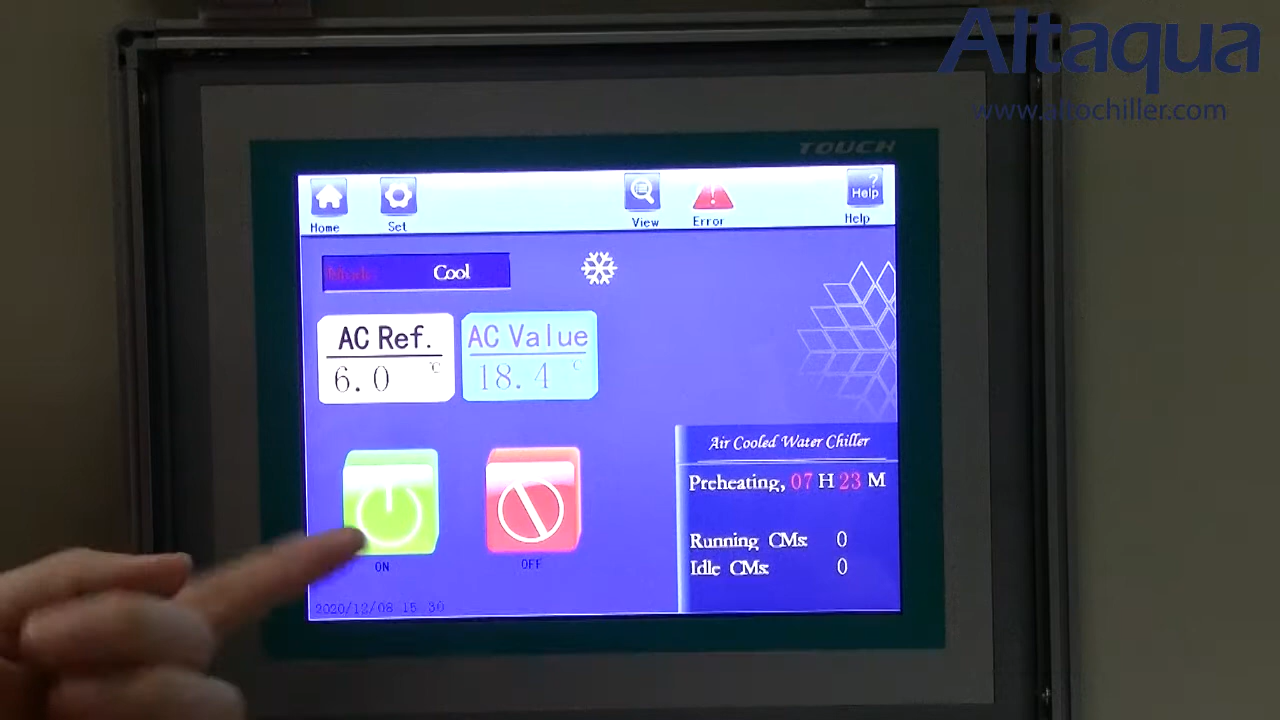 Altaqua
www.altochiller.com
TOUCH
Home
Set
View
Error
? Help
Help
Mode Cool
AC Ref.
6.0 °C
AC Value
18.4 °C
Air Cooled Water Chiller
Preheating, 07 H 23 M
Running CMs: 0
Idle CMs: 0
ON
OFF
2020/12/08 15 30